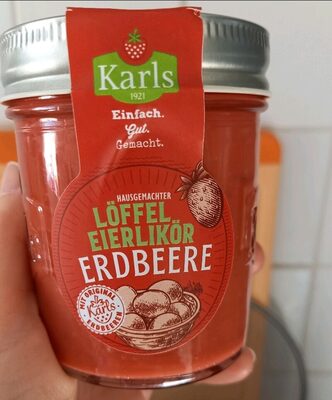 Karls
1921
Einfach.
Gut.
Gemacht.
HAUSGEMACHTER
LÖFFEL
EIERLIKÖR
ERDBEERE
MIT ORIGINAL
Karls
ERDBEEREN